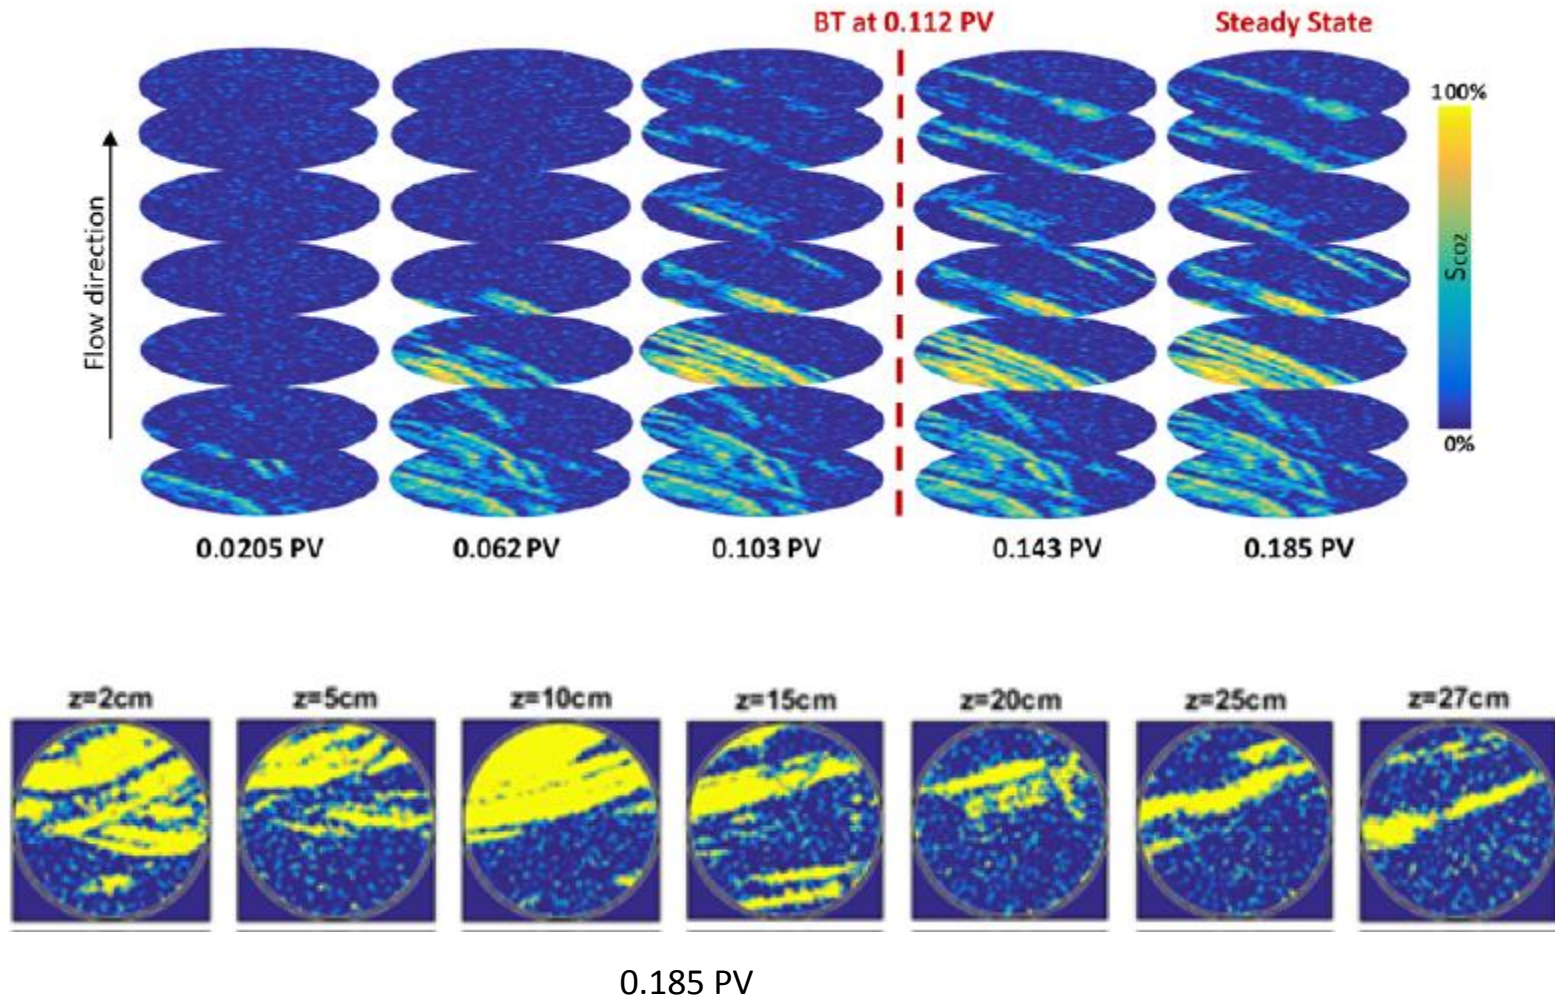 BT at 0.112 PV
Steady State
100%
Flow direction
SCO2
0%
0.0205 PV
0.062 PV
0.103 PV
0.143 PV
0.185 PV
z=2cm
z=5cm
z=10cm
z=15cm
z=20cm
z=25cm
z=27cm
0.185 PV